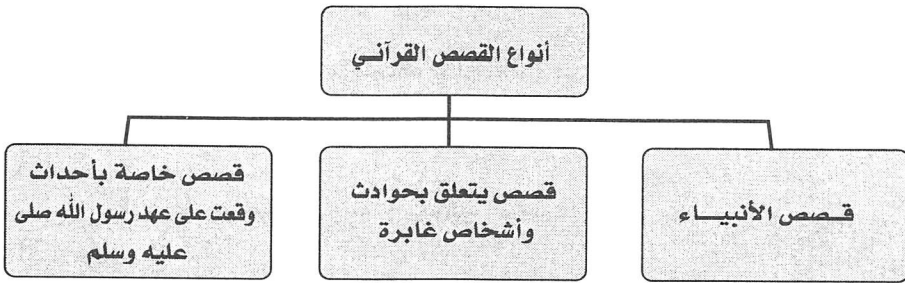 أنواع القصص القرآني
قصص الأنبياء
قصص يتعلق بحوادث
وأشخاص غابرة
قصص خاصة بأحداث
وقعت على عهد رسول الله صلى
عليه وسلم